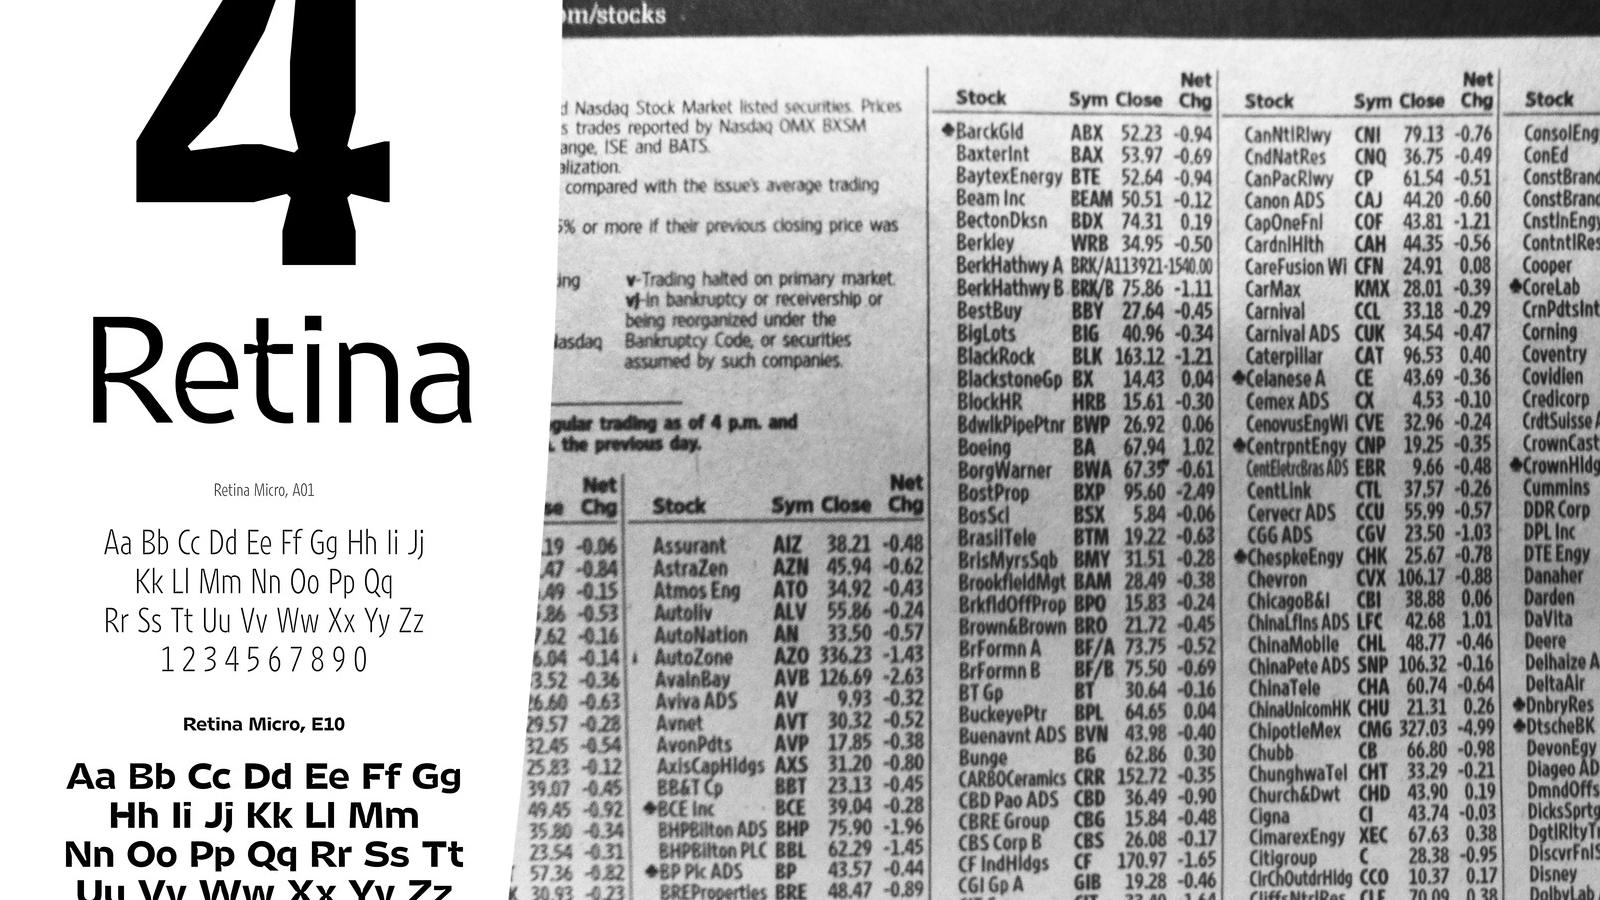 4
Retina
Retina Micro, A01
Aa Bb Cc Dd Ee Ff Gg Hh Ii Jj
Kk Ll Mm Nn Oo Pp Qq
Rr Ss Tt Uu Vv Ww Xx Yy Zz
1 2 3 4 5 6 7 8 9 0
Retina Micro, E10
Aa Bb Cc Dd Ee Ff Gg
Hh Ii Jj Kk Ll Mm
Nn Oo Pp Qq Rr Ss Tt
Uu Vv Ww Xx Yy Zz
om/stocks
d Nasdaq Stock Market listed securities. Prices
s trades reported by Nasdaq OMX BXSM
ange, ISE and BATS.
alization.
compared with the issue's average trading
5% or more if their previous closing price was
ing
v-Trading halted on primary market.
vj-In bankruptcy or receivership or
being reorganized under the
lasdaq Bankruptcy Code, or securities
assumed by such companies.
gular trading as of 4 p.m. and
. the previous day.
Net
se Chg
.19 -0.06
.47 -0.84
.49 -0.15
.86 -0.53
7.62 -0.16
6.04 -0.14
3.52 -0.36
26.60 -0.63
29.57 -0.28
32.45 -0.54
25.83 -0.12
39.07 -0.45
49.45 -0.92
35.80 -0.34
23.54 -0.31
57.36 -0.82
30.93 -0.23
Net
Stock Sym Close Chg
Assurant AIZ 38.21 -0.48
AstraZen AZN 45.94 -0.62
Atmos Eng ATO 34.92 -0.43
Autoliv ALV 55.86 -0.24
AutoNation AN 33.50 -0.57
AutoZone AZO 336.23 -1.43
AvalnBay AVB 126.69 -2.63
Aviva ADS AV 9.93 -0.32
Avnet AVT 30.32 -0.52
AvonPdts AVP 17.85 -0.38
AxisCapHldgs AXS 31.20 -0.80
BB&T Cp BBT 23.13 -0.45
♣BCE Inc BCE 39.04 -0.28
BHPBilton ADS BHP 75.90 -1.96
BHPBilton PLC BBL 62.29 -1.45
♣BP Plc ADS BP 43.57 -0.44
BREProperties BRE 48.47 -0.89
Net
Stock Sym Close Chg
♣BarckGld ABX 52.23 -0.94
BaxterInt BAX 53.97 -0.69
BaytexEnergy BTE 52.64 -0.94
Beam Inc BEAM 50.51 -0.12
BectonDksn BDX 74.31 0.19
Berkley WRB 34.95 -0.50
BerkHathwy A BRK/A 113921 -1540.00
BerkHathwy B BRK/B 75.86 -1.11
BestBuy BBY 27.64 -0.45
BigLots BIG 40.96 -0.34
BlackRock BLK 163.12 -1.21
BlackstoneGp BX 14.43 0.04
BlockHR HRB 15.61 -0.30
BdwlkPipePtnr BWP 26.92 0.06
Boeing BA 67.94 1.02
BorgWarner BWA 67.35 -0.61
BostProp BXP 95.60 -2.49
BosSci BSX 5.84 -0.06
BrasilTele BTM 19.22 -0.63
BrisMyrsSqb BMY 31.51 -0.28
BrookfieldMgt BAM 28.49 -0.38
BrkfldOffProp BPO 15.83 -0.24
Brown&Brown BRO 21.72 -0.45
BrFormn A BF/A 73.75 -0.52
BrFormn B BF/B 75.50 -0.69
BT Gp BT 30.64 -0.16
BuckeyePtr BPL 64.65 0.04
Buenavnt ADS BVN 43.98 -0.40
Bunge BG 62.86 0.30
CARBOCeramics CRR 152.72 -0.35
CBD Pao ADS CBD 36.49 -0.90
CBRE Group CBG 15.84 -0.48
CBS Corp B CBS 26.08 -0.17
CF IndHldgs CF 170.97 -1.65
CGI Gp A GIB 19.28 -0.46
Net
Stock Sym Close Chg
CanNtlRlwy CNI 79.13 -0.76
CndNatRes CNQ 36.75 -0.49
CanPacRlwy CP 61.54 -0.51
Canon ADS CAJ 44.20 -0.60
CapOneFnl COF 43.81 -1.21
CardnlHlth CAH 44.35 -0.56
CareFusion Wi CFN 24.91 0.08
CarMax KMX 28.01 -0.39
Carnival CCL 33.18 -0.29
Carnival ADS CUK 34.54 -0.47
Caterpillar CAT 96.53 0.40
♣Celanese A CE 43.69 -0.36
Cemex ADS CX 4.53 -0.10
CenovusEngWi CVE 32.96 -0.24
♣CentrpntEngy CNP 19.25 -0.35
CentEletrcBras ADS EBR 9.66 -0.48
CentLink CTL 37.57 -0.26
Cervecr ADS CCU 55.99 -0.57
CGG ADS CGV 23.50 -1.03
♣ChespkeEngy CHK 25.67 -0.78
Chevron CVX 106.17 -0.88
ChicagoB&I CBI 38.88 0.06
ChinaLfIns ADS LFC 42.68 1.01
ChinaMobile CHL 48.77 -0.46
ChinaPete ADS SNP 106.32 -0.16
ChinaTele CHA 60.74 -0.64
ChinaUnicomHK CHU 21.31 0.26
ChipotleMex CMG 327.03 -4.99
Chubb CB 66.80 -0.98
ChunghwaTel CHT 33.29 -0.21
Church&Dwt CHD 43.90 0.19
Cigna CI 43.74 -0.03
CimarexEngy XEC 67.63 0.38
Citigroup C 28.38 -0.95
ClrChOutdrHldg CCO 10.37 0.17
CliffsNtrlRes CLF 70.09 0.38
Stock
ConsolEng
ConEd
ConstBrand
ConstBran
CnstlnEngy
ContntlRes
Cooper
♣CoreLab
CrnPdtsInt
Corning
Coventry
Covidien
Credicorp
CrdtSuisse A
CrownCast
♣CrownHldg
Cummins
DDR Corp
DPL Inc
DTE Engy
Danaher
Darden
DaVita
Deere
Delhaize A
DeltaAir
♣DnbryRes
♣DtscheBK
DevonEgy
Diageo AD
DmndOffs
DicksSprtg
DgtlRltyTr
DiscvrFnlS
Disney
DolbyLab